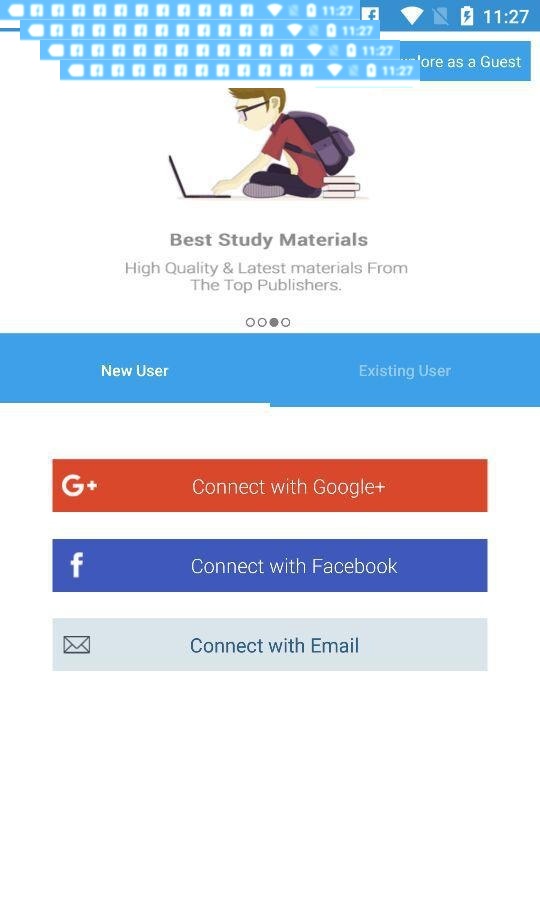 11:27
11:27
11:27
11:27
11:27
lore as a Guest
Best Study Materials
High Quality & Latest materials From
The Top Publishers.
New User
Existing User
G+
Connect with Google+
f
Connect with Facebook
Connect with Email